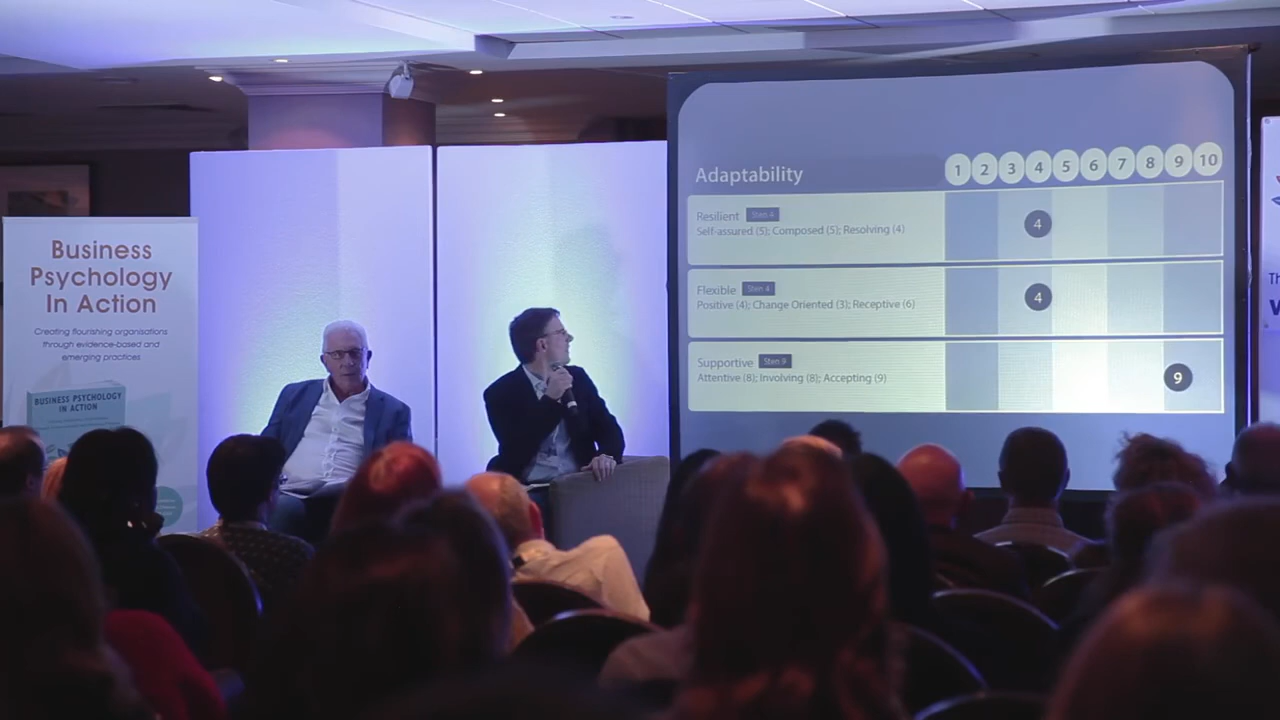 Business
Psychology
In Action
Creating flourishing organisations
through evidence-based and
emerging practices
BUSINESS PSYCHOLOGY
IN ACTION
Adaptability
1 2 3 4 5 6 7 8 9 10
Resilient Sten 4
Self-assured (5); Composed (5); Resolving (4)
4
Flexible Sten 4
Positive (4); Change Oriented (3); Receptive (6)
4
Supportive Sten 9
Attentive (8); Involving (8); Accepting (9)
9